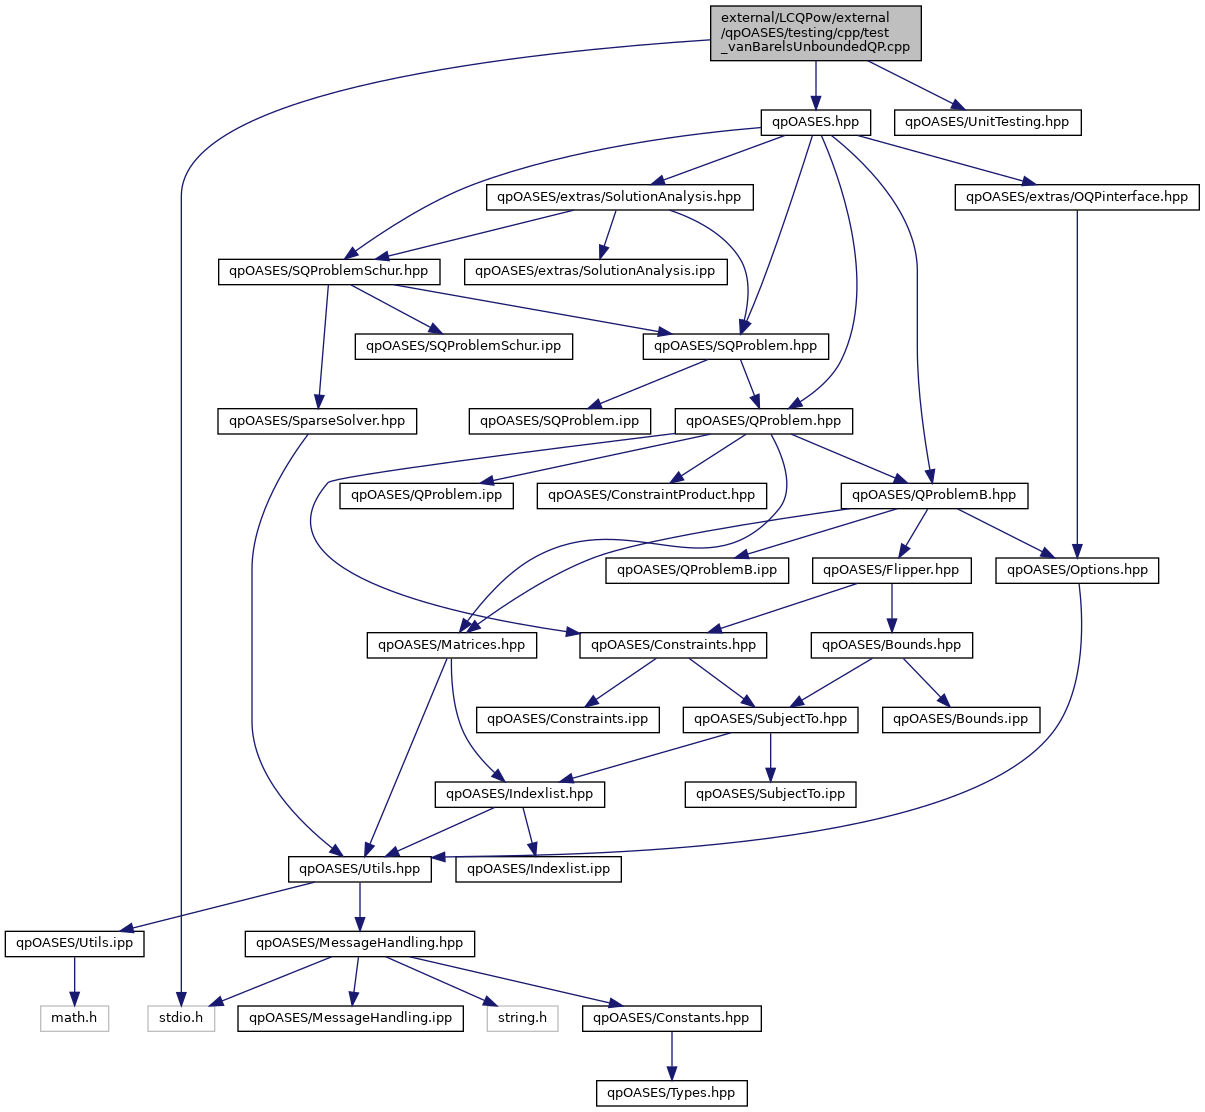 external/LCQPow/external
/qpOASES/testing/cpp/test
_vanBarelsUnboundedQP.cpp
qpOASES.hpp
qpOASES/UnitTesting.hpp
qpOASES/extras/SolutionAnalysis.hpp
qpOASES/extras/OQPinterface.hpp
qpOASES/SQProblemSchur.hpp
qpOASES/extras/SolutionAnalysis.ipp
qpOASES/SQProblemSchur.ipp
qpOASES/SQProblem.hpp
qpOASES/SparseSolver.hpp
qpOASES/SQProblem.ipp
qpOASES/QProblem.hpp
qpOASES/QProblem.ipp
qpOASES/ConstraintProduct.hpp
qpOASES/QProblemB.hpp
qpOASES/QProblemB.ipp
qpOASES/Flipper.hpp
qpOASES/Options.hpp
qpOASES/Matrices.hpp
qpOASES/Constraints.hpp
qpOASES/Bounds.hpp
qpOASES/Constraints.ipp
qpOASES/SubjectTo.hpp
qpOASES/Bounds.ipp
qpOASES/Indexlist.hpp
qpOASES/SubjectTo.ipp
qpOASES/Utils.hpp
qpOASES/Indexlist.ipp
qpOASES/Utils.ipp
qpOASES/MessageHandling.hpp
math.h
stdio.h
qpOASES/MessageHandling.ipp
string.h
qpOASES/Constants.hpp
qpOASES/Types.hpp